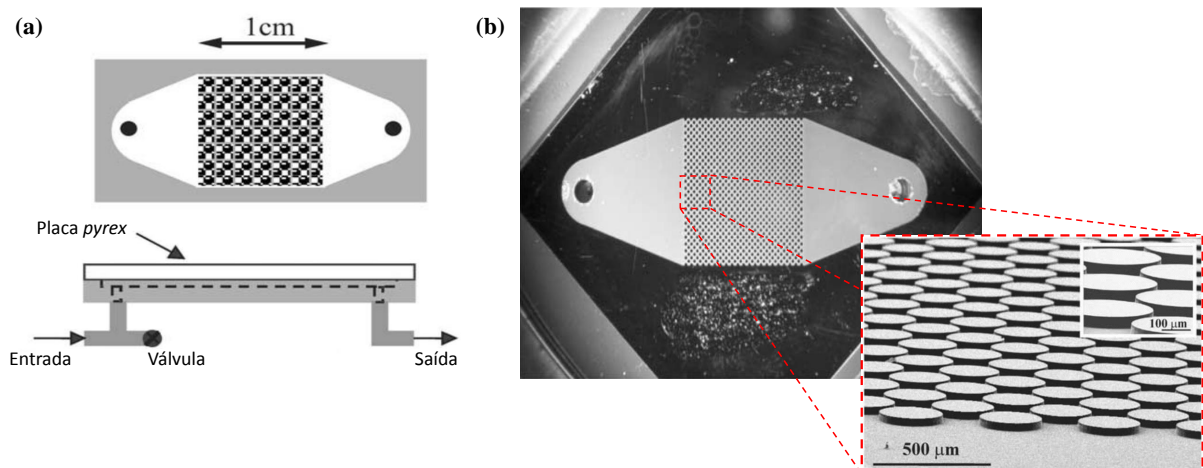 (a)
1cm
Placa pyrex
Entrada
Válvula
Saída
(b)
100 μm
500 μm